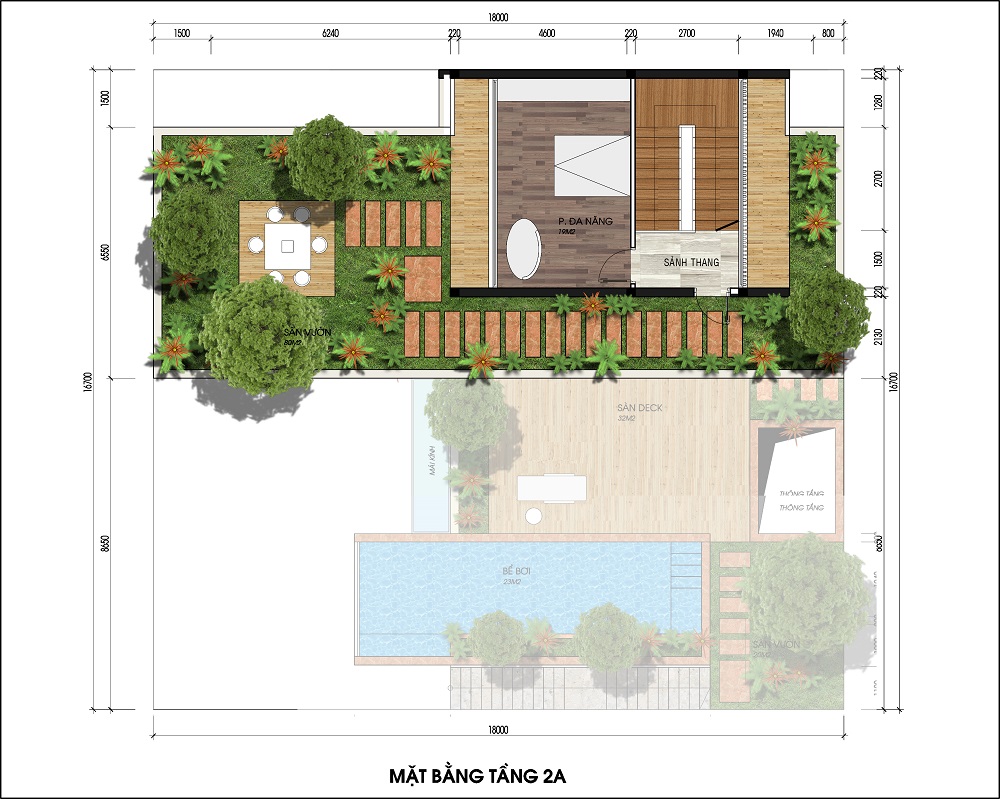 18000
1500 6240 220 4600 220 2700 1940 800
1500
6550
16700
8650
220
1280
2700
1500
220
2130
16700
8650
P. ĐA NĂNG
19M2
SẢNH THANG
SÂN VƯỜN
80M2
SÀN DECK
32M2
MÁI KÍNH
THÔNG TẦNG
THÔNG TẦNG
BỂ BƠI
23M2
SÂN VƯỜN
20M2
18000
MẶT BẰNG TẦNG 2A